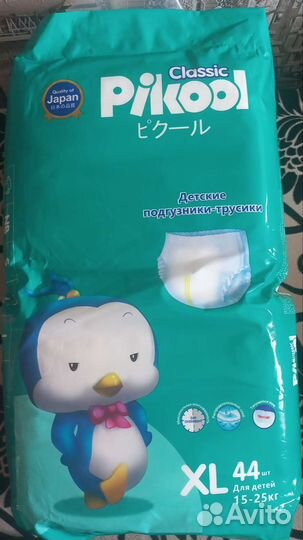 Classic
Pikool
ピクール
Quality of
Japan
日本の品質
Детские
подгузники-трусики
XL
44 шт
Для детей
15-25кг
Avito